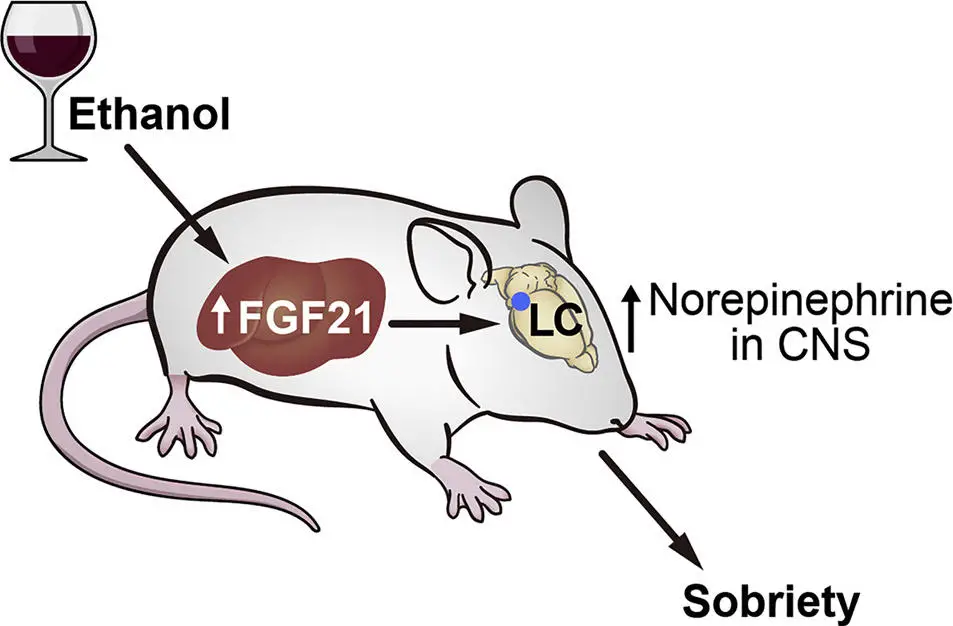 Ethanol
↑FGF21
LC
↑Norepinephrine
in CNS
Sobriety